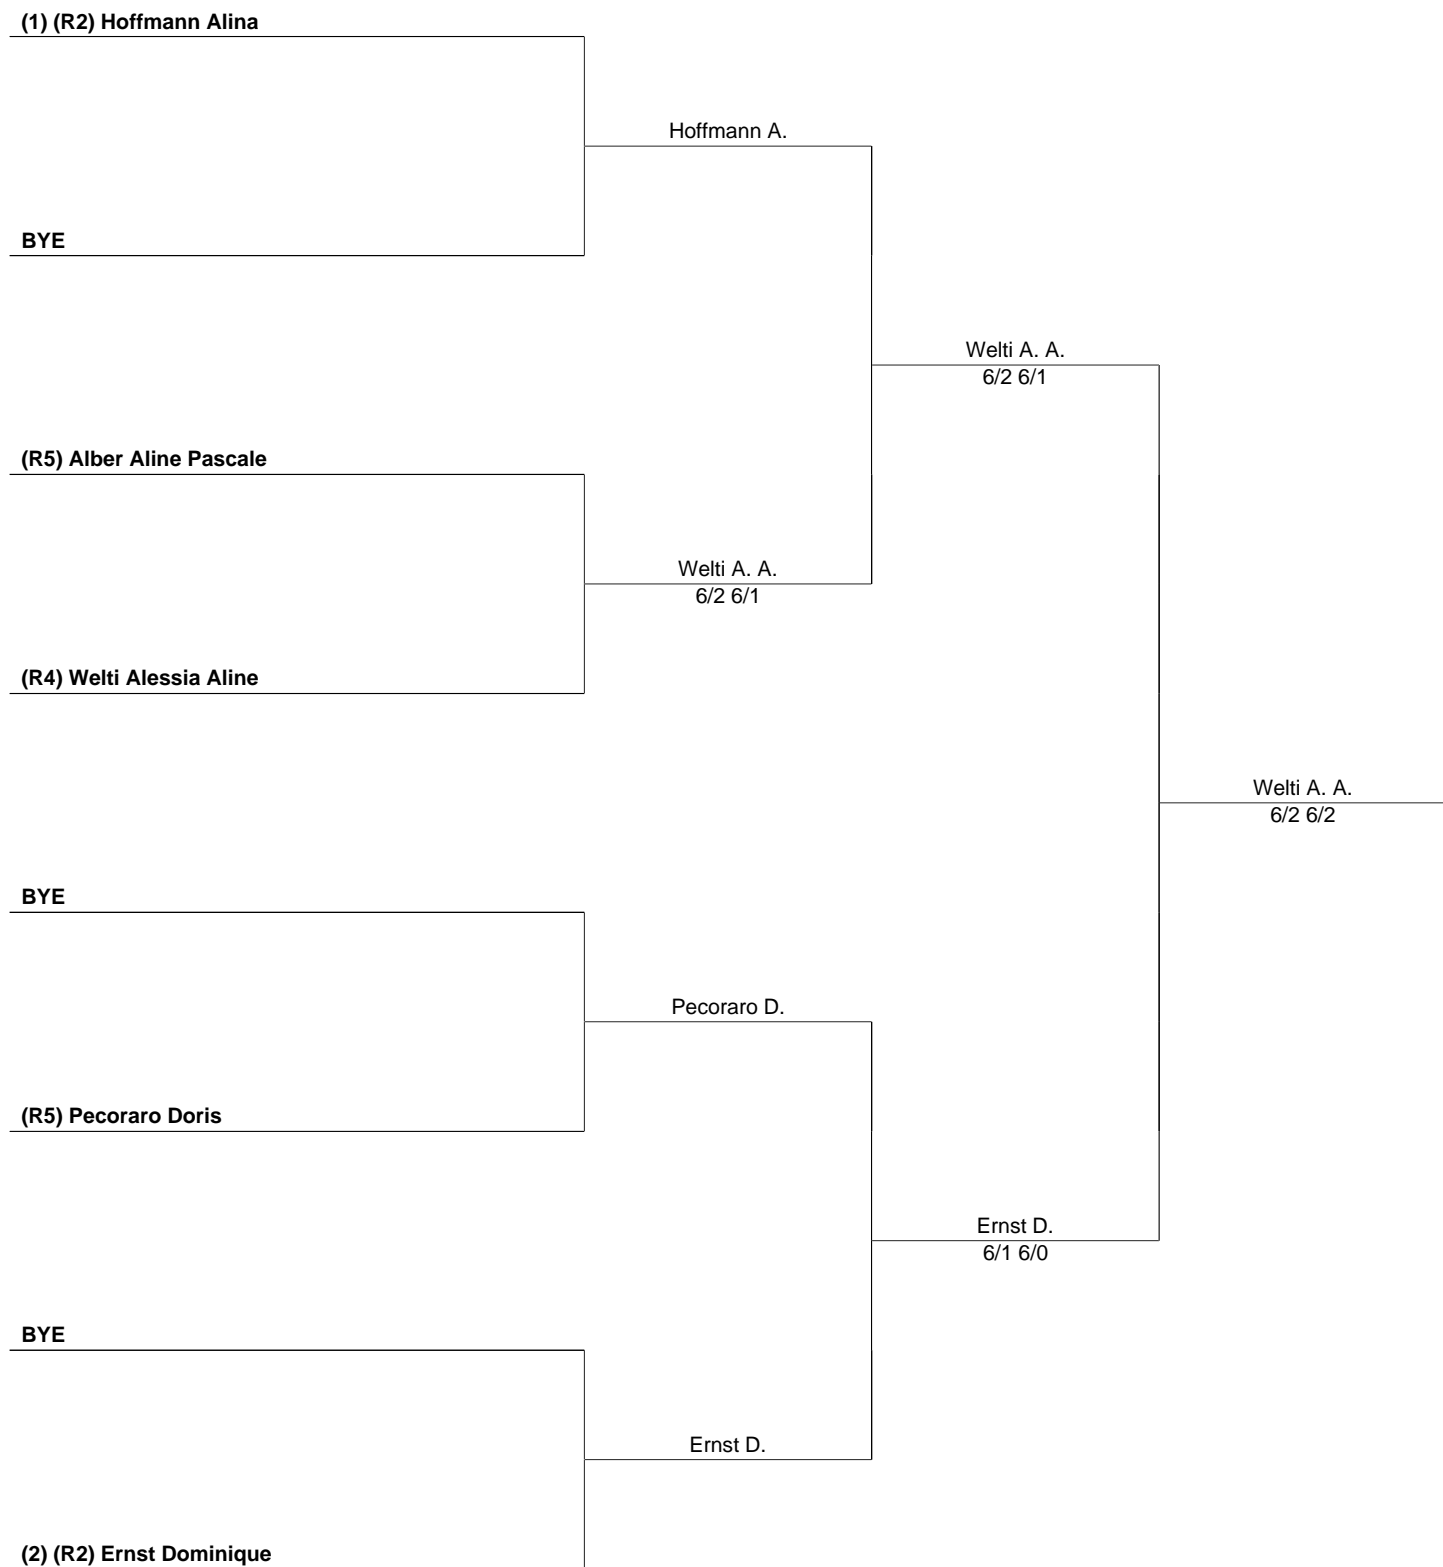 (1) (R2) Hoffmann Alina
Hoffmann A.
BYE
Welti A. A.
6/2 6/1
(R5) Alber Aline Pascale
Welti A. A.
6/2 6/1
(R4) Welti Alessia Aline
Welti A. A.
6/2 6/2
BYE
Pecoraro D.
(R5) Pecoraro Doris
Ernst D.
6/1 6/0
BYE
Ernst D.
(2) (R2) Ernst Dominique